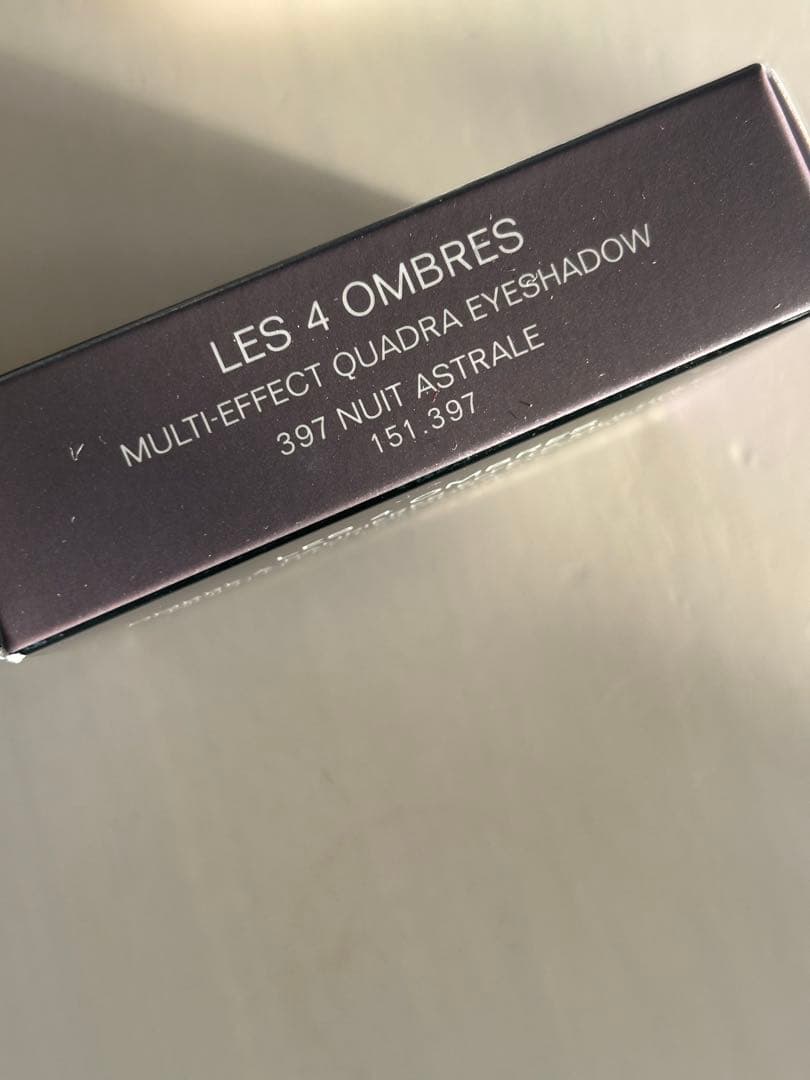 LES 4 OMBRES
MULTI-EFFECT QUADRA EYESHADOW
397 NUIT ASTRALE
151.397